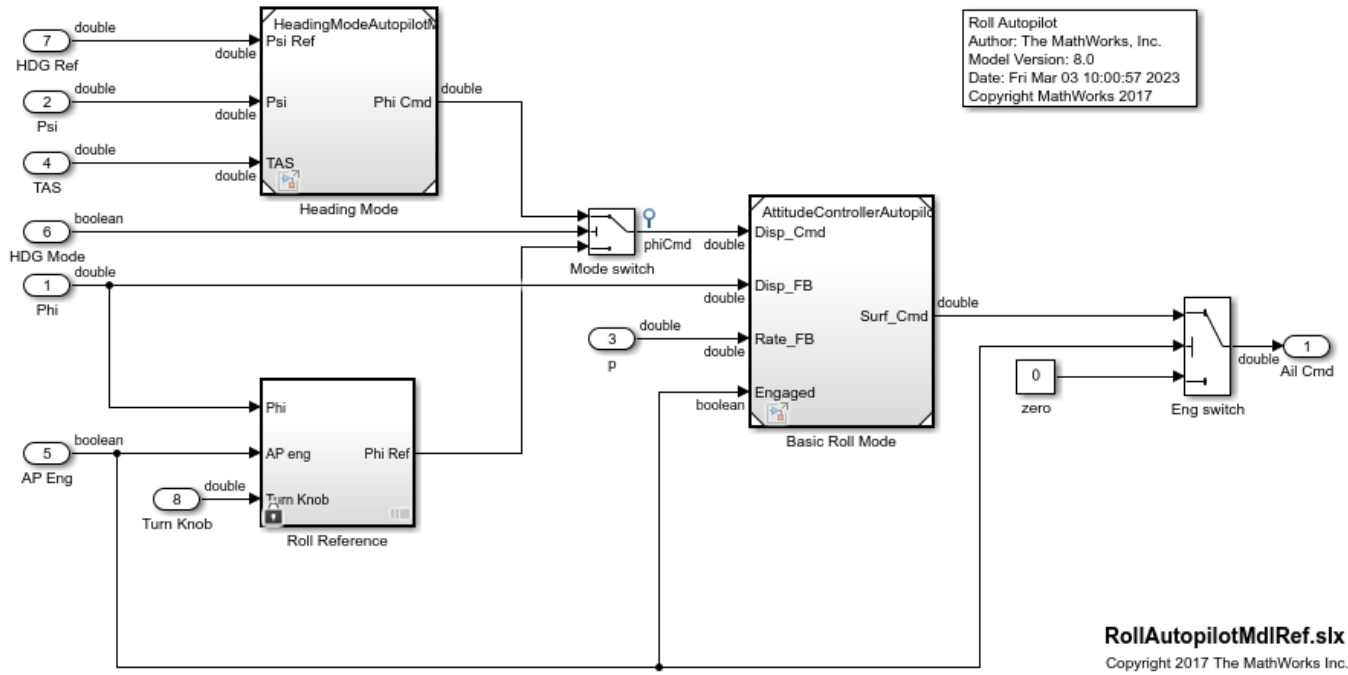 HeadingModeAutopilotM
double
7
HDG Ref
double
Psi Ref
double
2
Psi
double
Psi
Phi Cmd
double
double
4
TAS
double
TAS
Heading Mode
Roll Autopilot
Author: The MathWorks, Inc.
Model Version: 8.0
Date: Fri Mar 03 10:00:57 2023
Copyright MathWorks 2017
boolean
6
HDG Mode
phiCmd
Mode switch
double
double
1
Phi
AttitudeControllerAutopilo
Disp_Cmd
double
Disp_FB
Surf_Cmd
double
double
3
p
double
Rate_FB
boolean
Engaged
Basic Roll Mode
0
zero
Eng switch
double
1
Ail Cmd
Phi
boolean
5
AP Eng
AP eng
Phi Ref
double
8
Turn Knob
Turn Knob
Roll Reference
RollAutopilotMdlRef.slx
Copyright 2017 The MathWorks Inc.